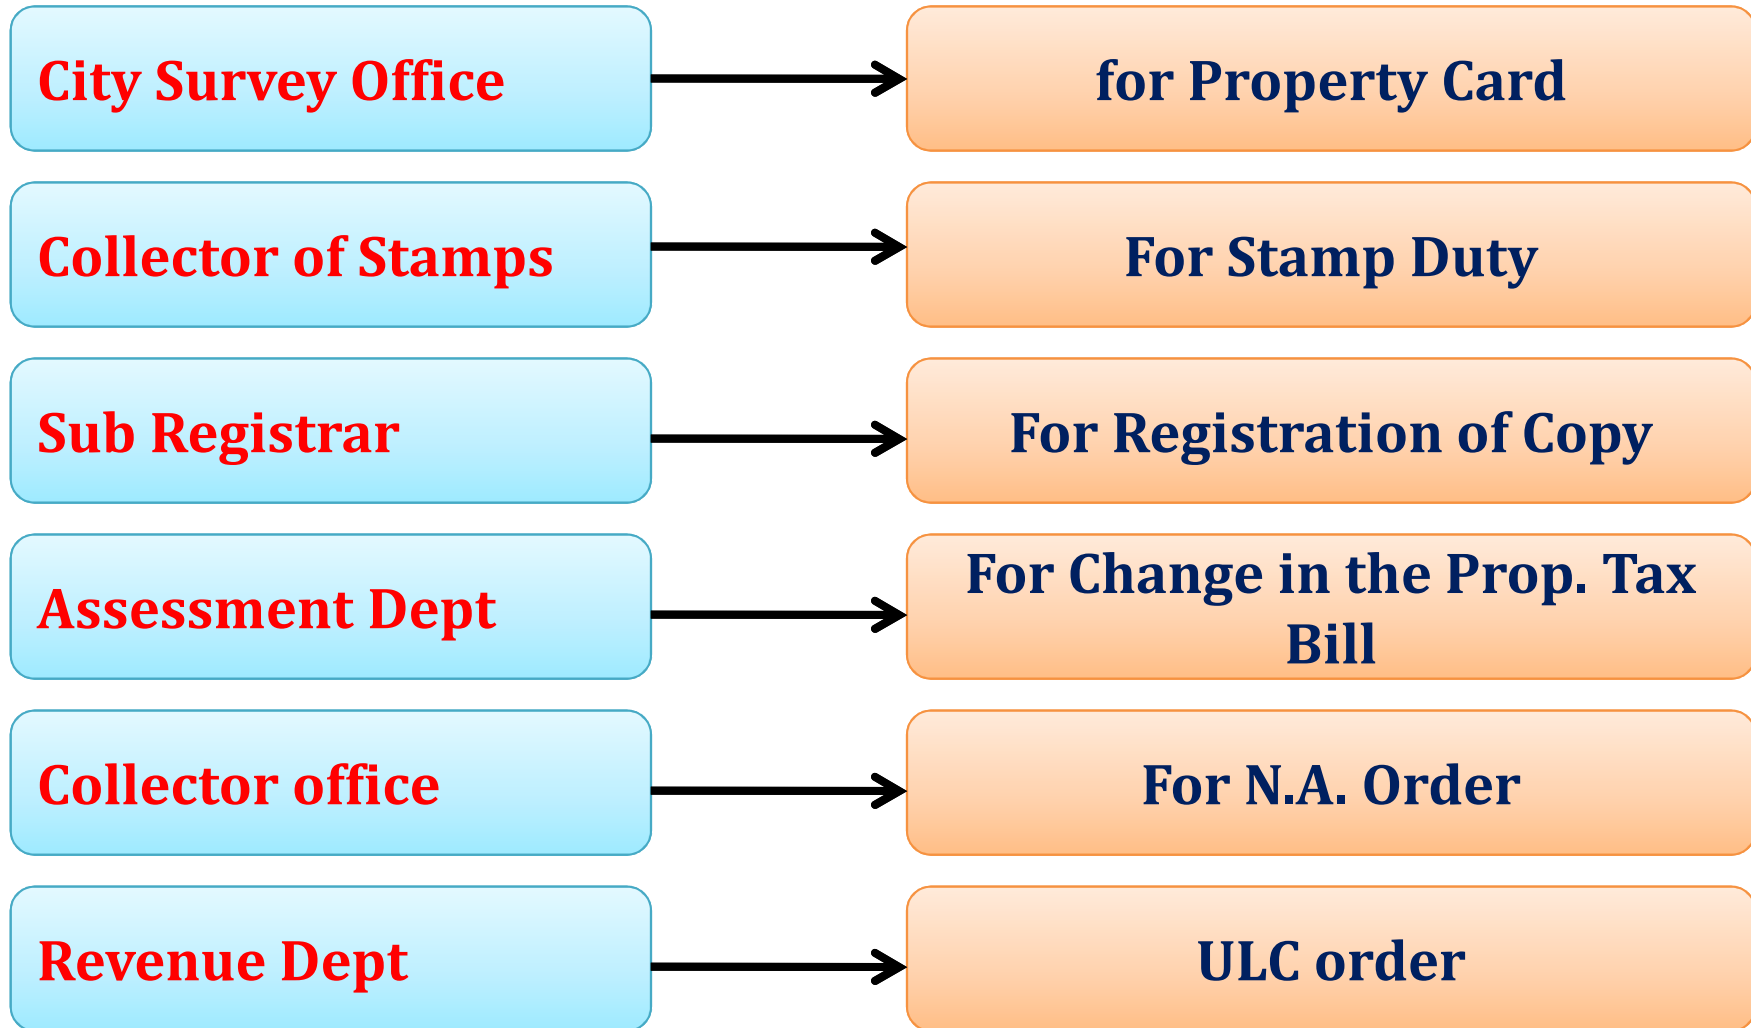 City Survey Office
for Property Card
Collector of Stamps
For Stamp Duty
Sub Registrar
For Registration of Copy
Assessment Dept
For Change in the Prop. Tax
Bill
Collector office
For N.A. Order
Revenue Dept
ULC order